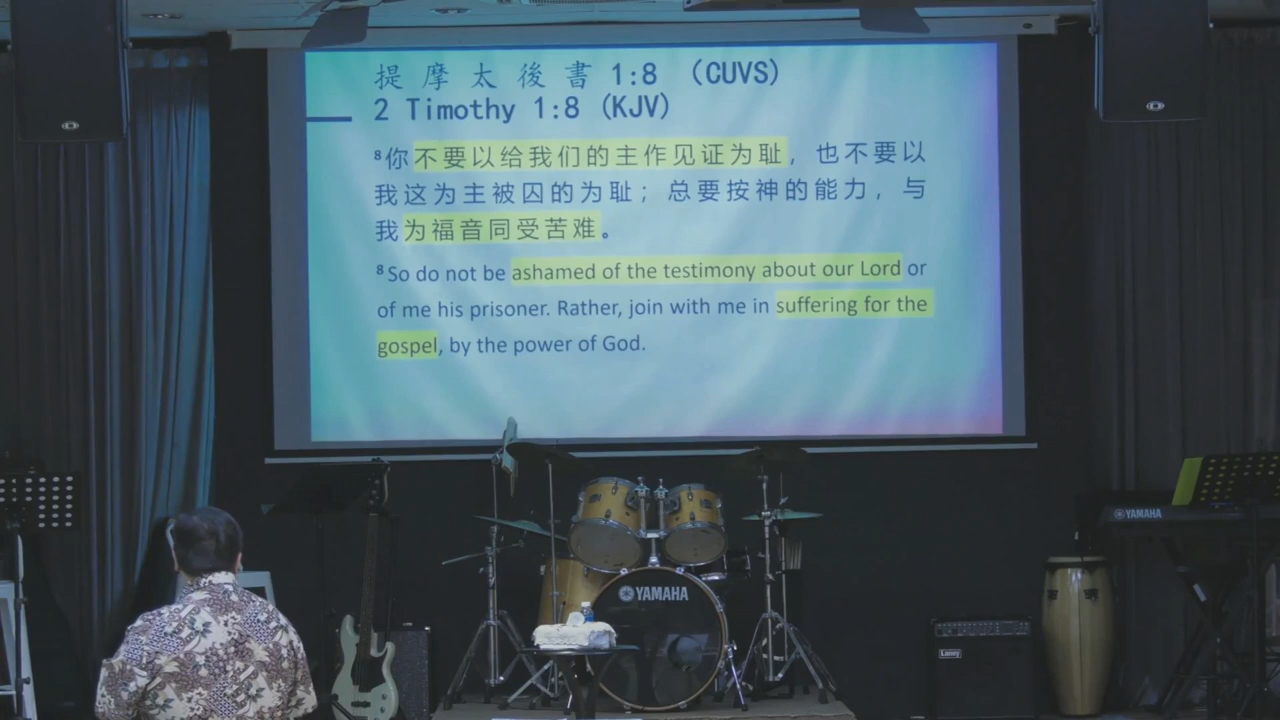 提摩太後書 1:8 （CUVS)
2 Timothy 1:8 (KJV)
8你不要以给我们的主作见证为耻，也不要以
我这为主被囚的为耻；总要按神的能力，与
我为福音同受苦难。
8 So do not be ashamed of the testimony about our Lord or
of me his prisoner. Rather, join with me in suffering for the
gospel, by the power of God.
YAMAHA
YAMAHA
Laney